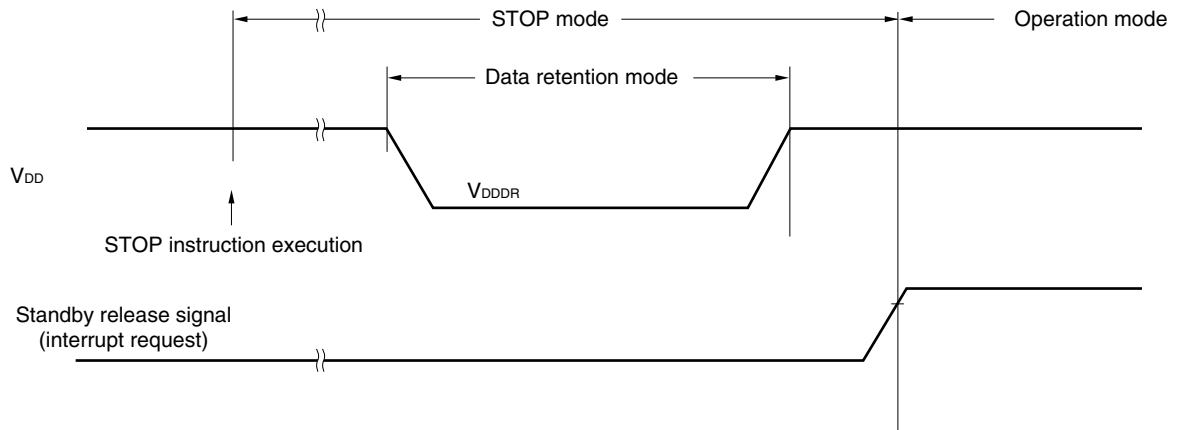 STOP mode
Operation mode
Data retention mode
VDD
VDDDR
STOP instruction execution
Standby release signal
(interrupt request)